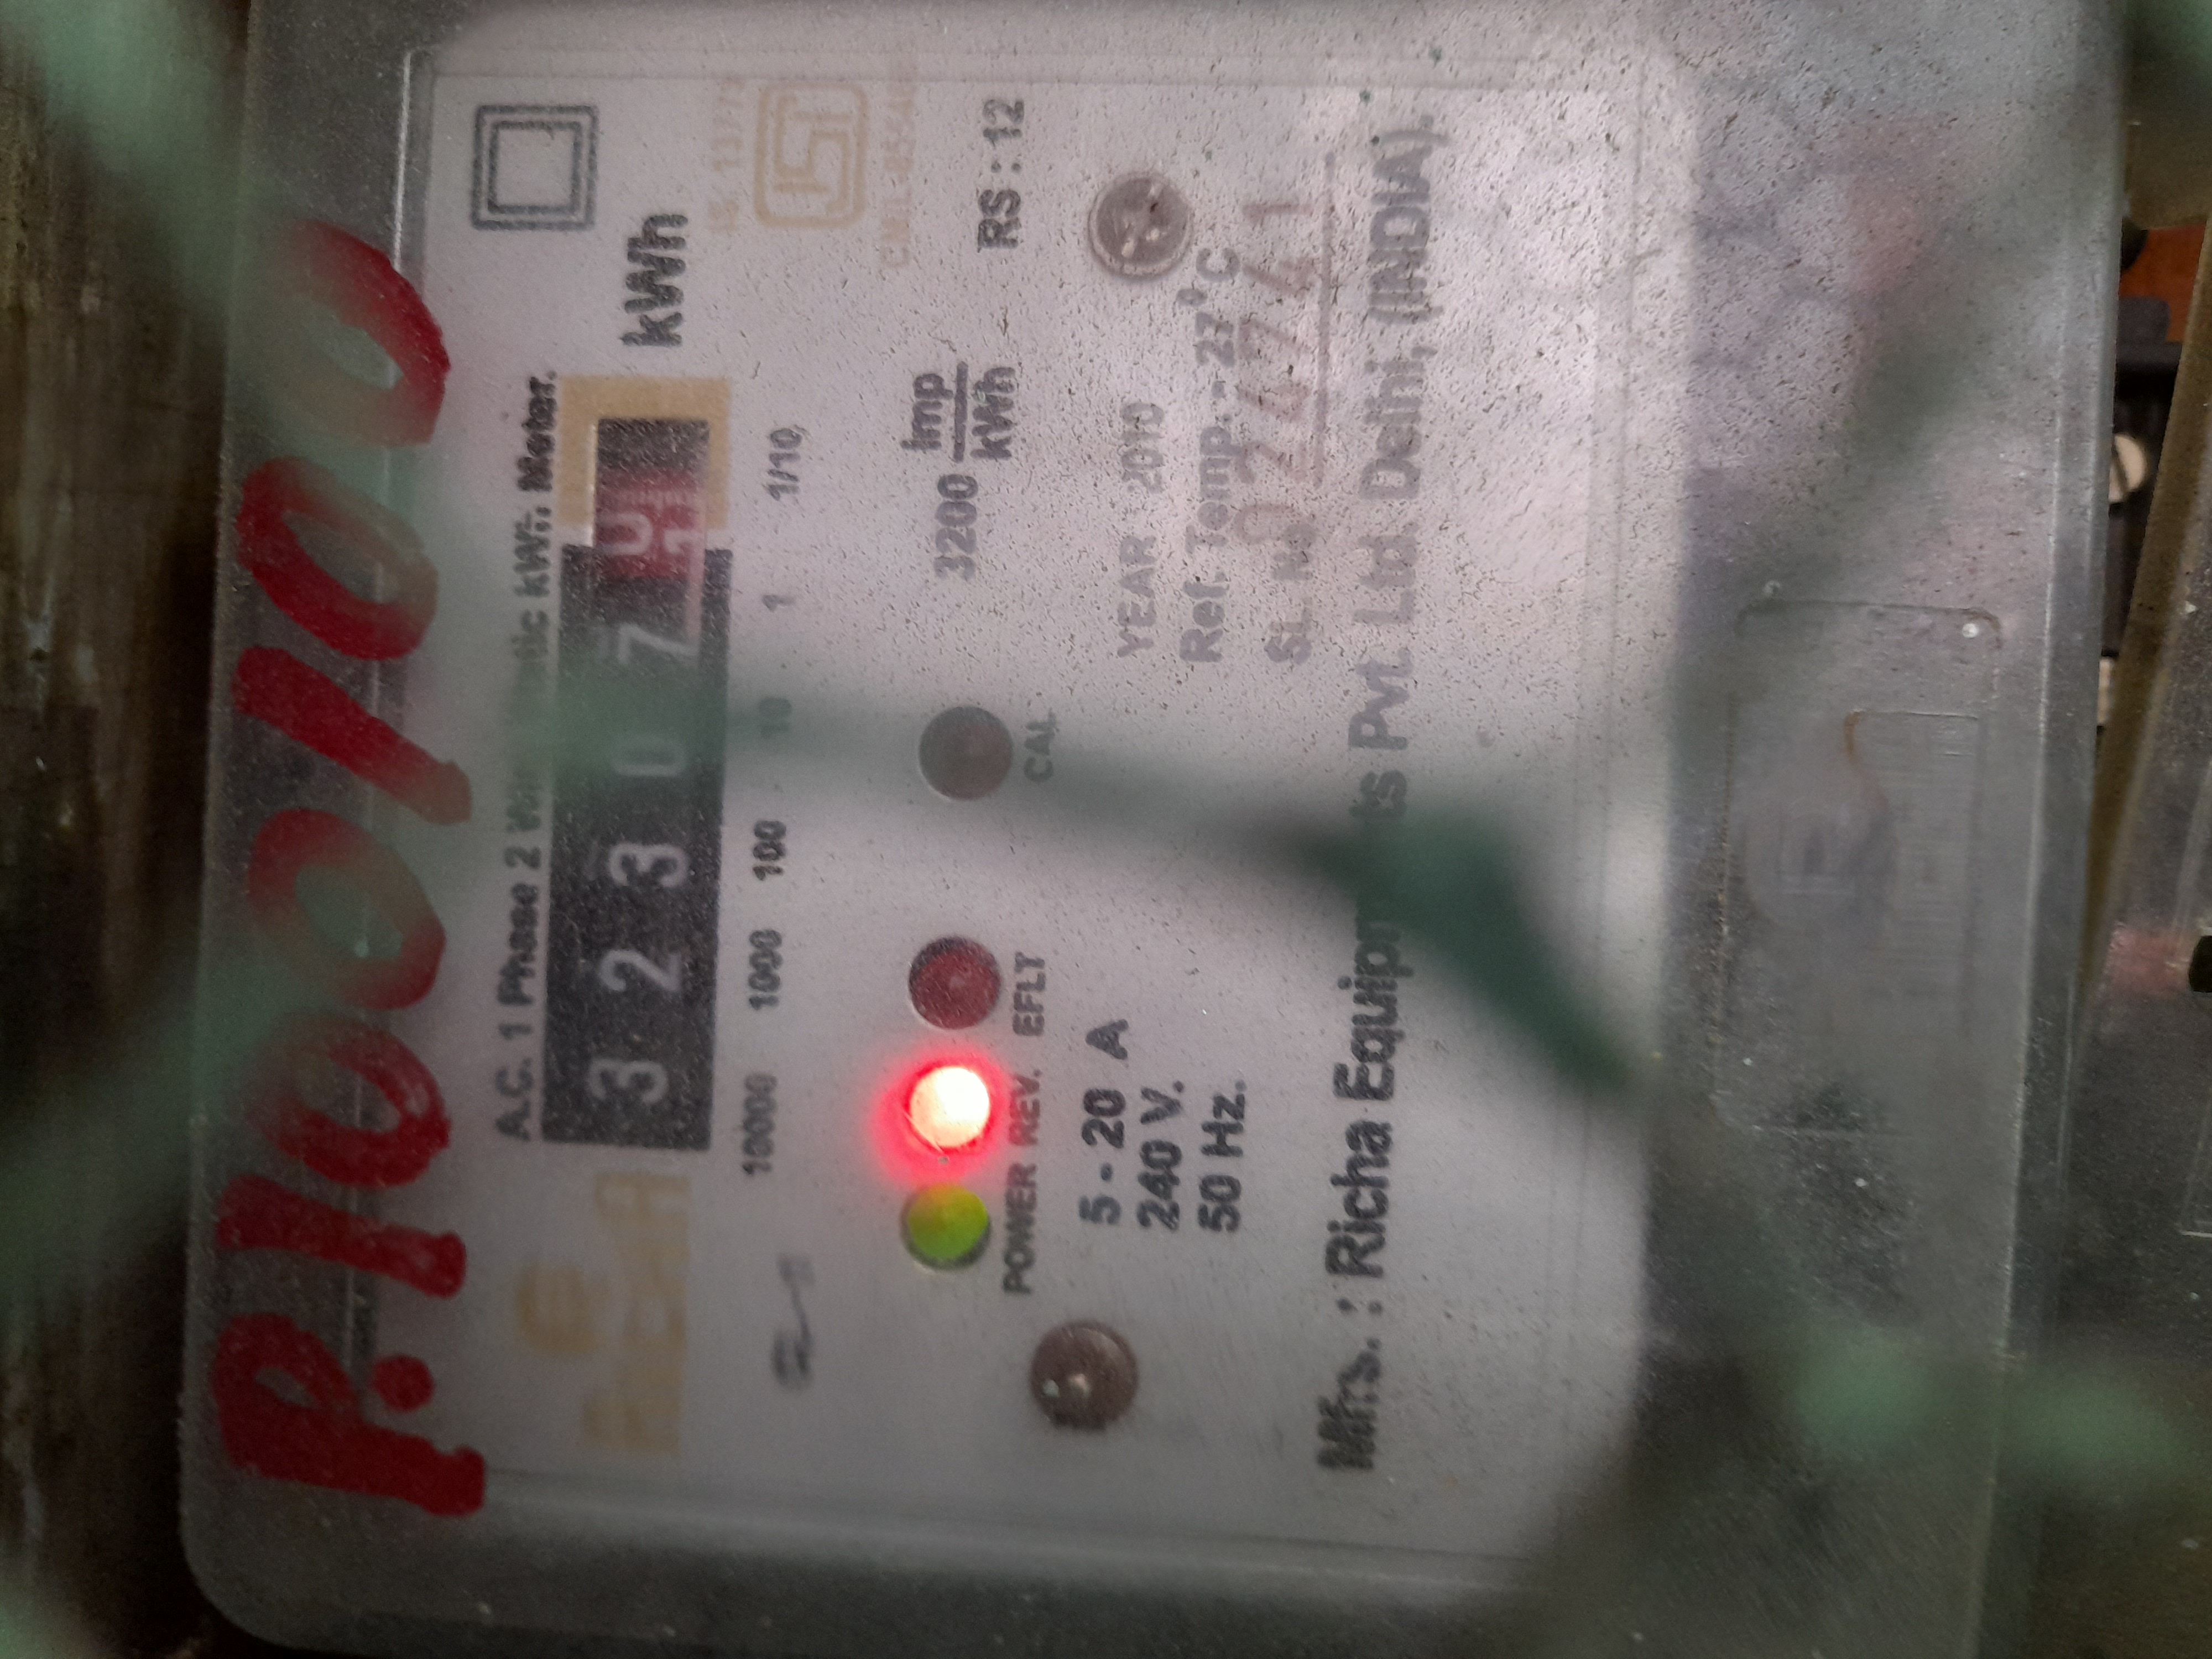 P.100100
A.C. 1 Phase 2 Wire
kWh Meter.
3 2 3 0 7
kWh
10000 1000 100 10 1 1/10
3200 imp/kWh
RS : 12
POWER REV. EFLT
CAL
5 - 20 A
240 V.
50 Hz.
YEAR 2010
Ref. Temp. - 27°C
SL. No
Mfrs. : Richa Equipments Pvt. Ltd. Delhi, (INDIA).